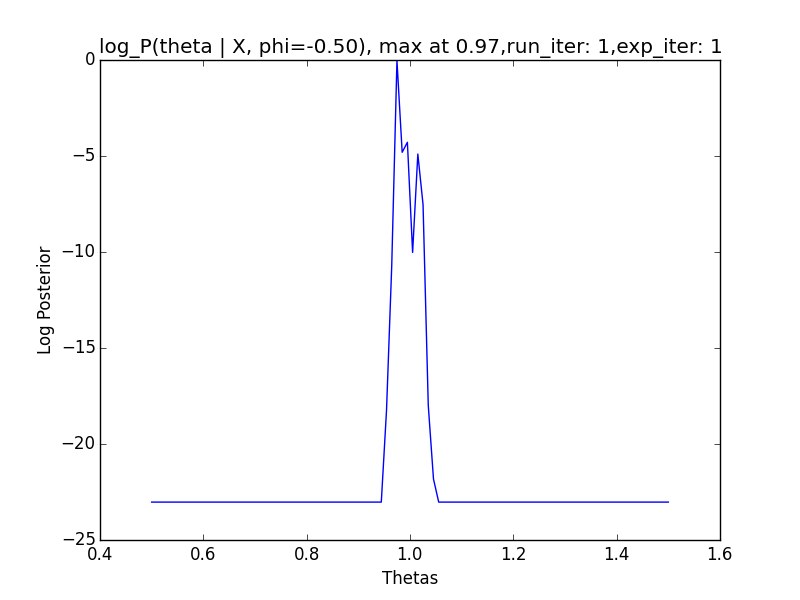 log_P(theta | X, phi=-0.50), max at 0.97,run_iter: 1,exp_iter: 1
0
−5
−10
−15
−20
−25
Log Posterior
0.4 0.6 0.8 1.0 1.2 1.4 1.6
Thetas